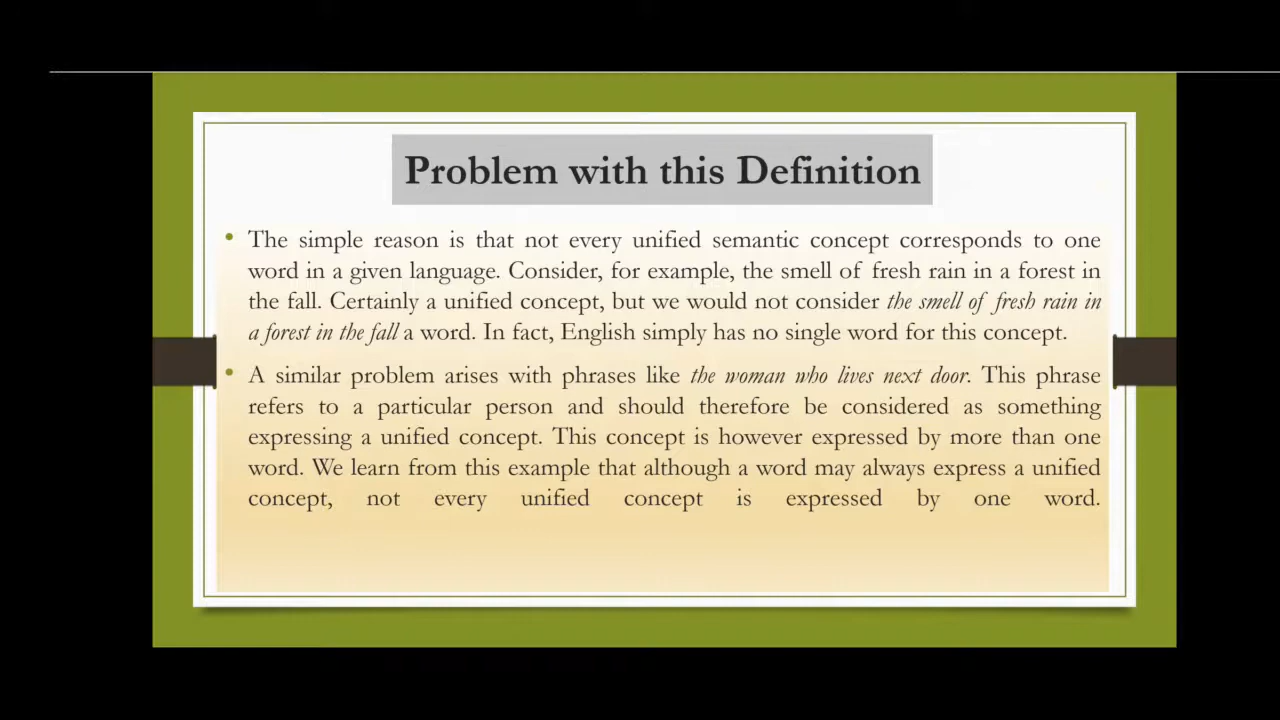 Problem with this Definition
• The simple reason is that not every unified semantic concept corresponds to one
word in a given language. Consider, for example, the smell of fresh rain in a forest in
the fall. Certainly a unified concept, but we would not consider the smell of fresh rain in
a forest in the fall a word. In fact, English simply has no single word for this concept.
• A similar problem arises with phrases like the woman who lives next door. This phrase
refers to a particular person and should therefore be considered as something
expressing a unified concept. This concept is however expressed by more than one
word. We learn from this example that although a word may always express a unified
concept, not every unified concept is expressed by one word.